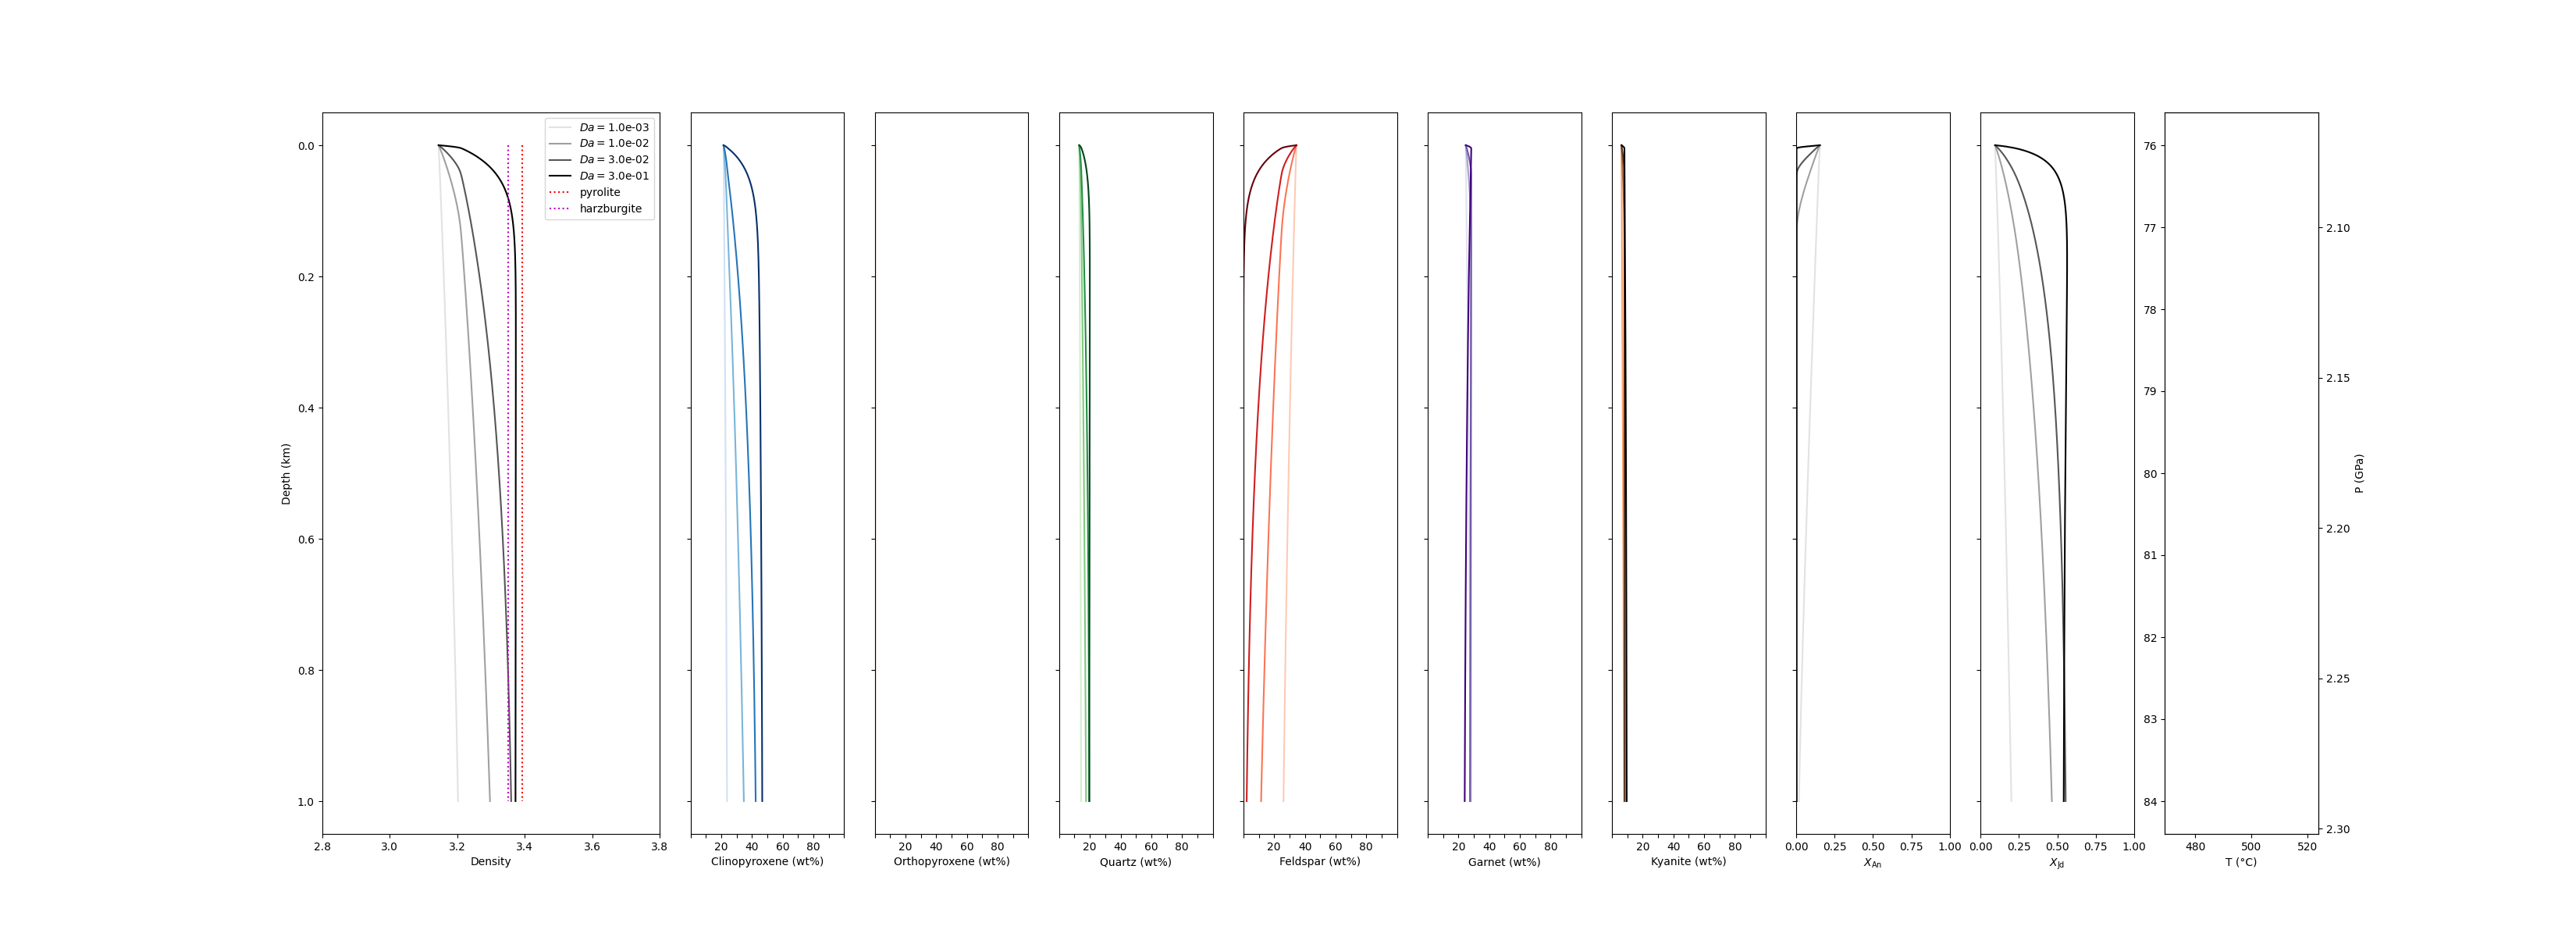 Da = 1.0e-03
Da = 1.0e-02
Da = 3.0e-02
Da = 3.0e-01
pyrolite
harzburgite
0.0
0.2
0.4
0.6
0.8
1.0
Depth (km)
2.8 3.0 3.2 3.4 3.6 3.8
Density
20 40 60 80
Clinopyroxene (wt%)
20 40 60 80
Orthopyroxene (wt%)
20 40 60 80
Quartz (wt%)
20 40 60 80
Feldspar (wt%)
20 40 60 80
Garnet (wt%)
20 40 60 80
Kyanite (wt%)
0.00 0.25 0.50 0.75 1.00
X_An
0.00 0.25 0.50 0.75 1.00
X_Jd
76
77
78
79
80
81
82
83
84
480 500 520
T (°C)
2.10
2.15
2.20
2.25
2.30
P (GPa)